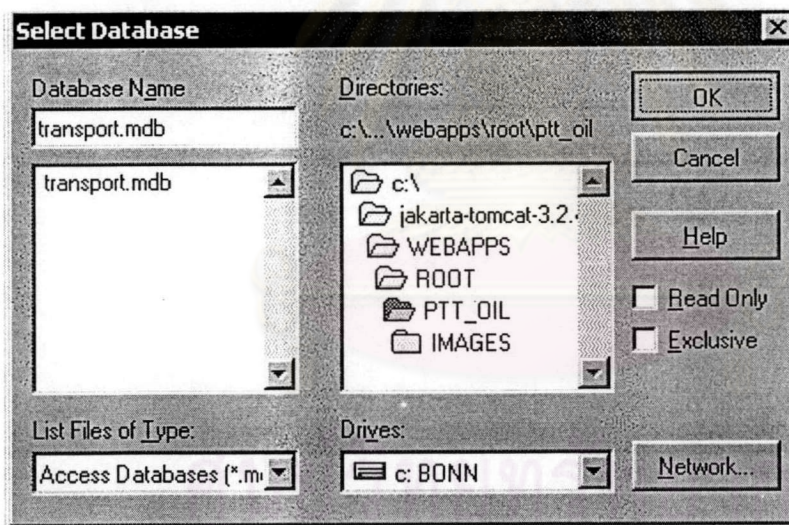 Select Database
Database Name
transport.mdb
transport.mdb
List Files of Type:
Access Databases (*.m
Directories:
c:\...\webapps\root\ptt_oil
c:\
jakarta-tomcat-3.2.
WEBAPPS
ROOT
PTT_OIL
IMAGES
Drives:
c: BONN
OK
Cancel
Help
Read Only
Exclusive
Network...